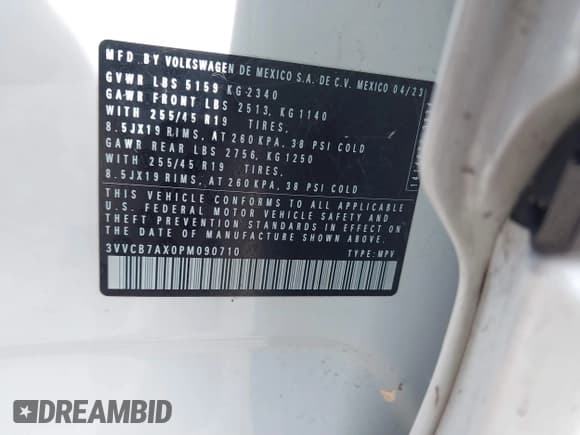 MFD. BY VOLKSWAGEN DE MEXICO S.A. DE C.V. MEXICO 04/23
GVWR LBS 5159 KG 2340
GAWR FRONT LBS 2513, KG 1140
WITH 255/45 R19 TIRES,
8.5JX19 RIMS, AT 260 KPA, 38 PSI COLD
GAWR REAR LBS 2756, KG 1250
WITH 255/45 R19 TIRES,
8.5JX19 RIMS, AT 260 KPA, 38 PSI COLD
THIS VEHICLE CONFORMS TO ALL APPLICABLE
U.S. FEDERAL MOTOR VEHICLE SAFETY AND
THEFT PREVENTION STANDARDS IN EFFECT ON
THE DATE OF MANUFACTURE SHOWN ABOVE
3VVCB7AX0PM090710
TYPE: MPV
DREAMBID